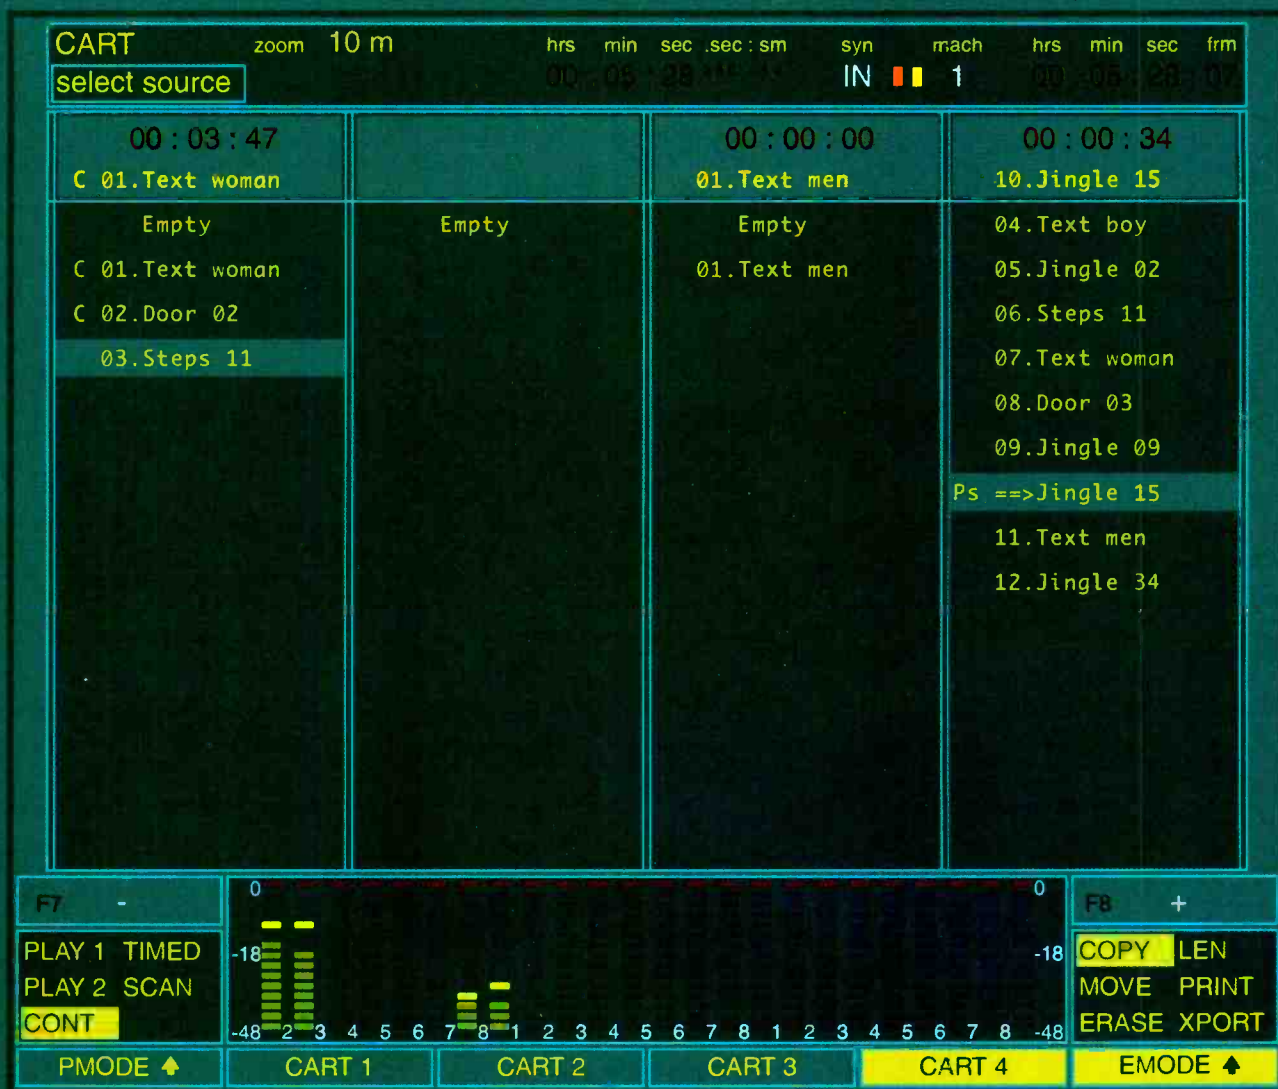 CART zoom 10 m hrs min sec .sec : sm syn mach hrs min sec frm
select source IN 1
00 : 03 : 47
C 01.Text woman
Empty
C 01.Text woman
C 02.Door 02
03.Steps 11
Empty
00 : 00 : 00
01.Text men
Empty
01.Text men
00 : 00 : 34
10.Jingle 15
04.Text boy
05.Jingle 02
06.Steps 11
07.Text woman
08.Door 03
09.Jingle 09
Ps ==>Jingle 15
11.Text men
12.Jingle 34
F7 -
PLAY 1 TIMED
PLAY 2 SCAN
CONT
PMODE
0 0
-18 -18
-48 2 3 4 5 6 7 8 1 2 3 4 5 6 7 8 1 2 3 4 5 6 7 8 -48
CART 1 CART 2 CART 3 CART 4
F8 +
COPY LEN
MOVE PRINT
ERASE XPORT
EMODE